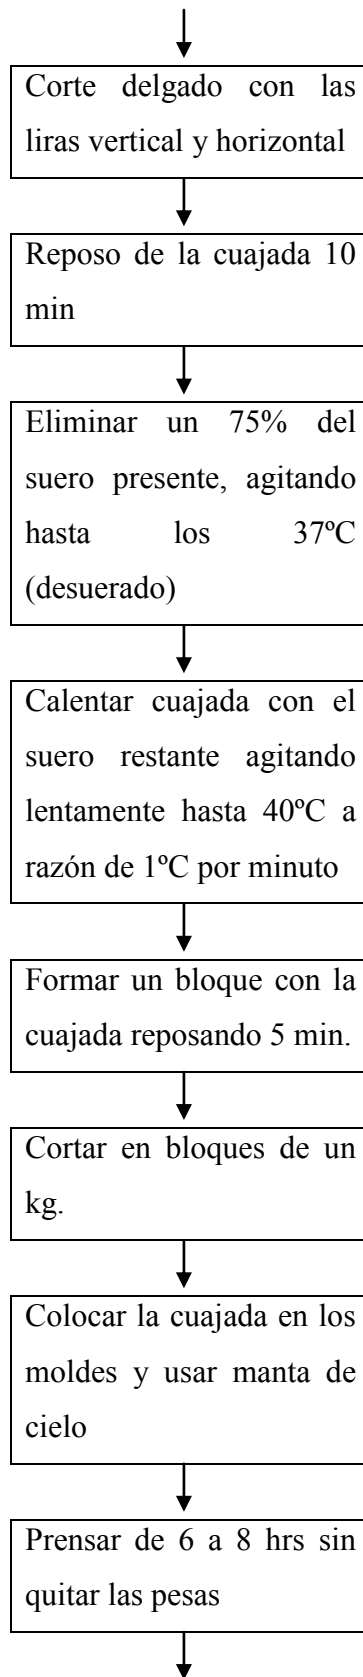 Corte delgado con las
liras vertical y horizontal
Reposo de la cuajada 10
min
Eliminar un 75% del
suero presente, agitando
hasta los 37ºC
(desuerado)
Calentar cuajada con el
suero restante agitando
lentamente hasta 40ºC a
razón de 1ºC por minuto
Formar un bloque con la
cuajada reposando 5 min.
Cortar en bloques de un
kg.
Colocar la cuajada en los
moldes y usar manta de
cielo
Prensar de 6 a 8 hrs sin
quitar las pesas